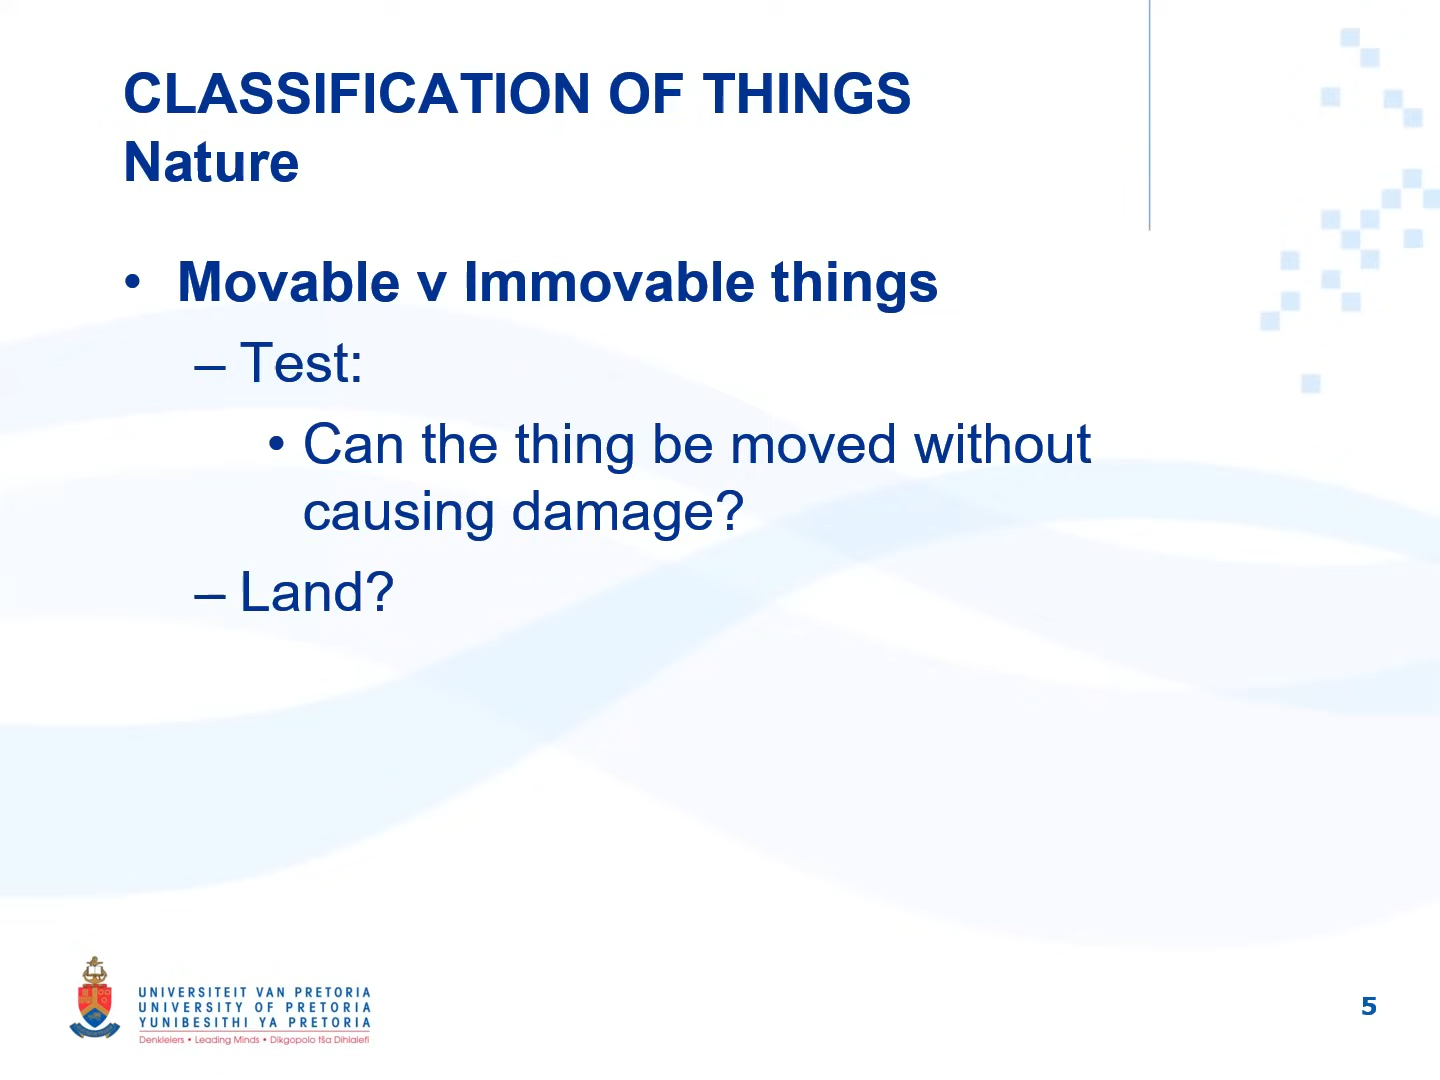 CLASSIFICATION OF THINGS
Nature
• Movable v Immovable things
– Test:
• Can the thing be moved without
causing damage?
– Land?
UNIVERSITEIT VAN PRETORIA
UNIVERSITY OF PRETORIA
YUNIBESITHI YA PRETORIA
Denkleiers • Leading Minds • Dikgopolo tša Dihlalefi
5